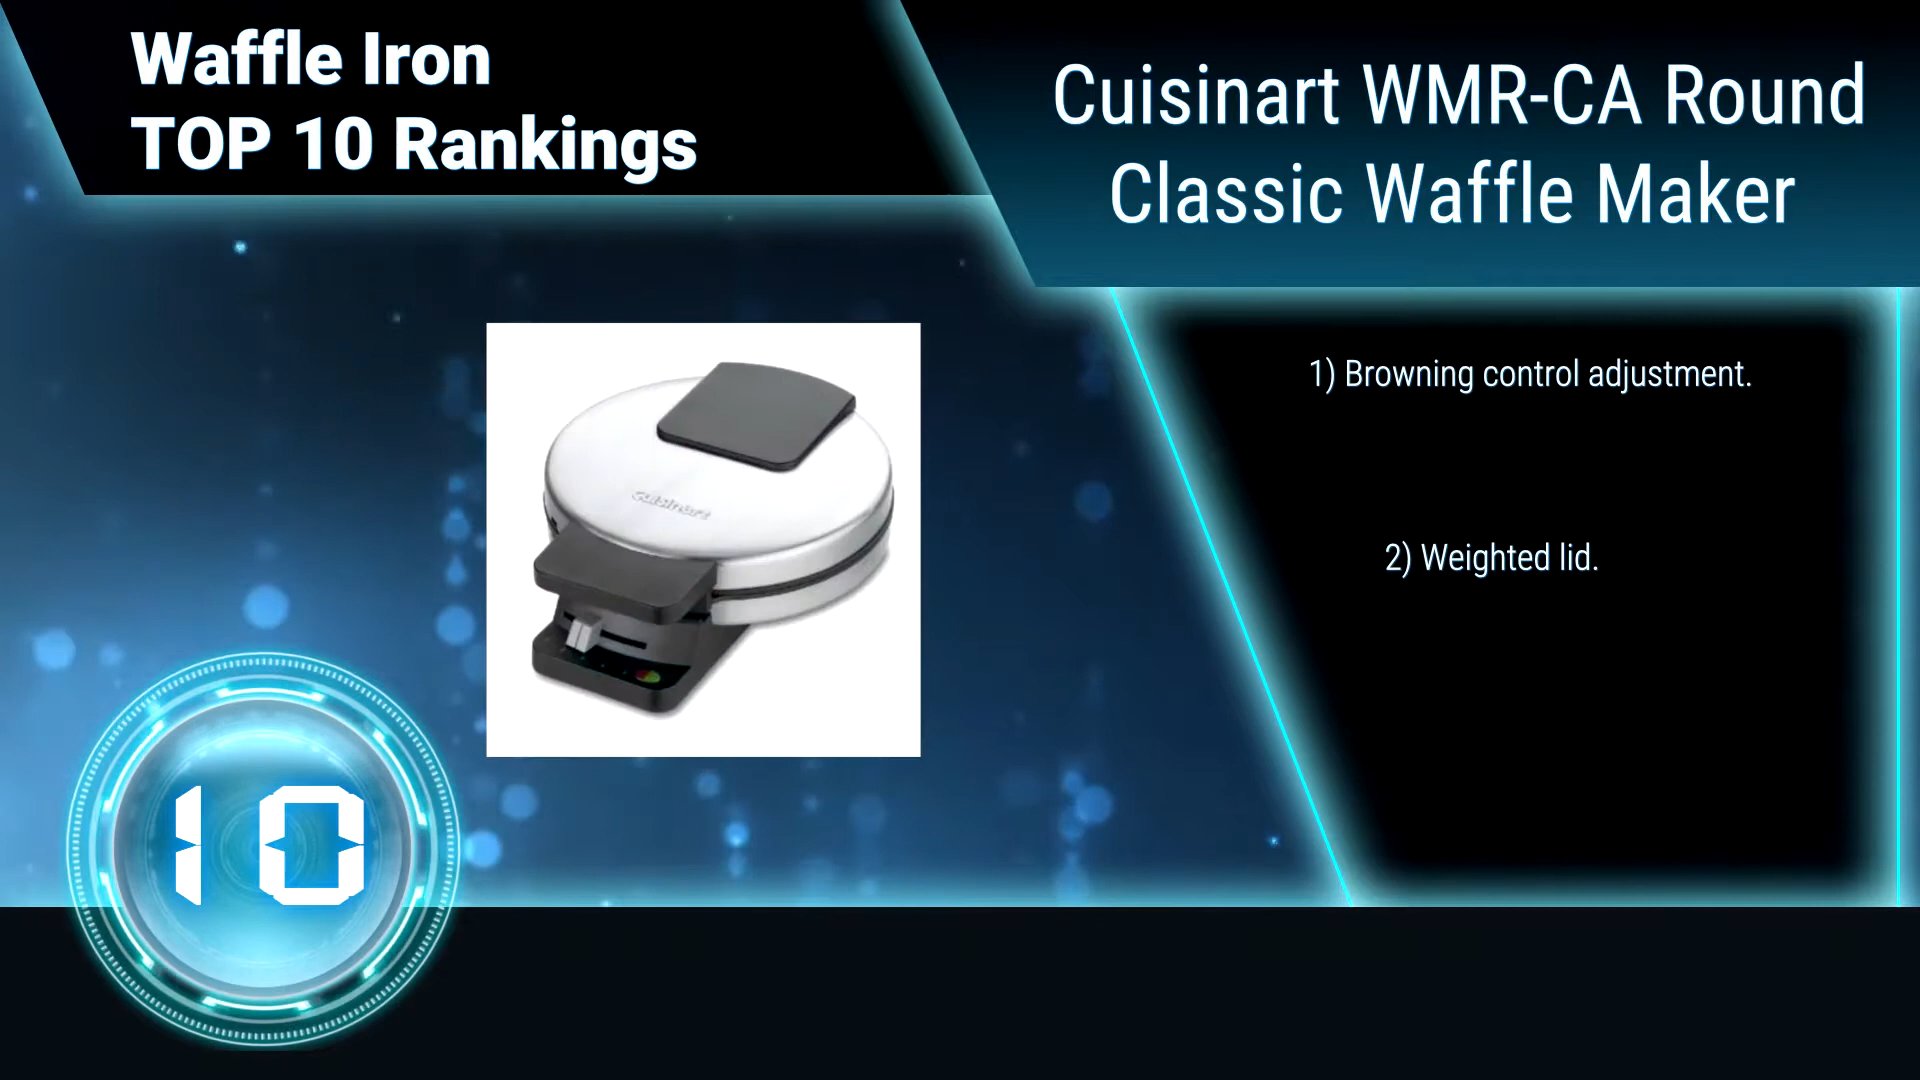 Waffle Iron
TOP 10 Rankings
Cuisinart WMR-CA Round
Classic Waffle Maker
1) Browning control adjustment.
2) Weighted lid.
Cuisinart
10